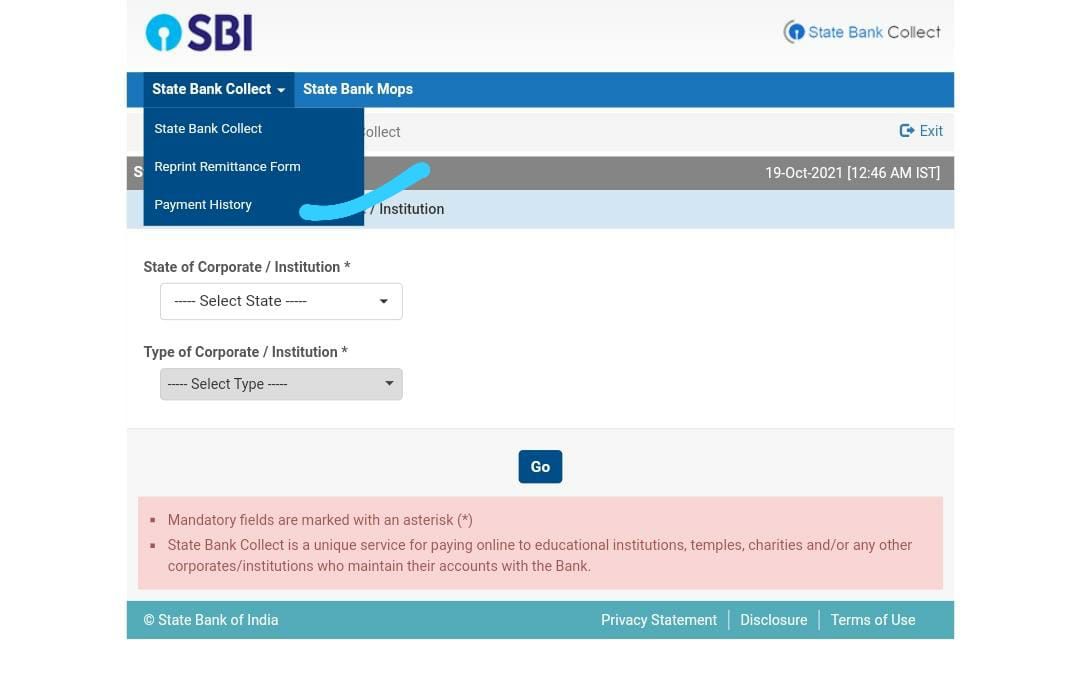 SBI
State Bank Collect
State Bank Collect
State Bank Mops
State Bank Collect
Exit
Reprint Remittance Form
19-Oct-2021 [12:46 AM IST]
Payment History
/ Institution
State of Corporate / Institution *
----- Select State -----
Type of Corporate / Institution *
----- Select Type -----
Go
Mandatory fields are marked with an asterisk (*)
State Bank Collect is a unique service for paying online to educational institutions, temples, charities and/or any other
corporates/institutions who maintain their accounts with the Bank.
© State Bank of India
Privacy Statement
Disclosure
Terms of Use